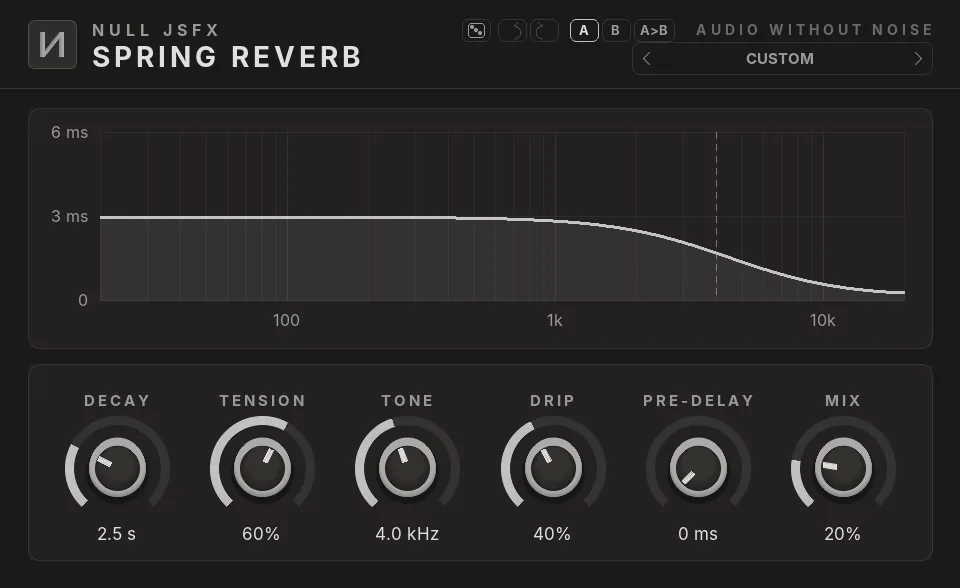 NULL JSFX
SPRING REVERB
A B A>B
AUDIO WITHOUT NOISE
CUSTOM
6 ms
3 ms
0
100 1k 10k
DECAY TENSION TONE DRIP PRE-DELAY MIX
2.5 s 60% 4.0 kHz 40% 0 ms 20%